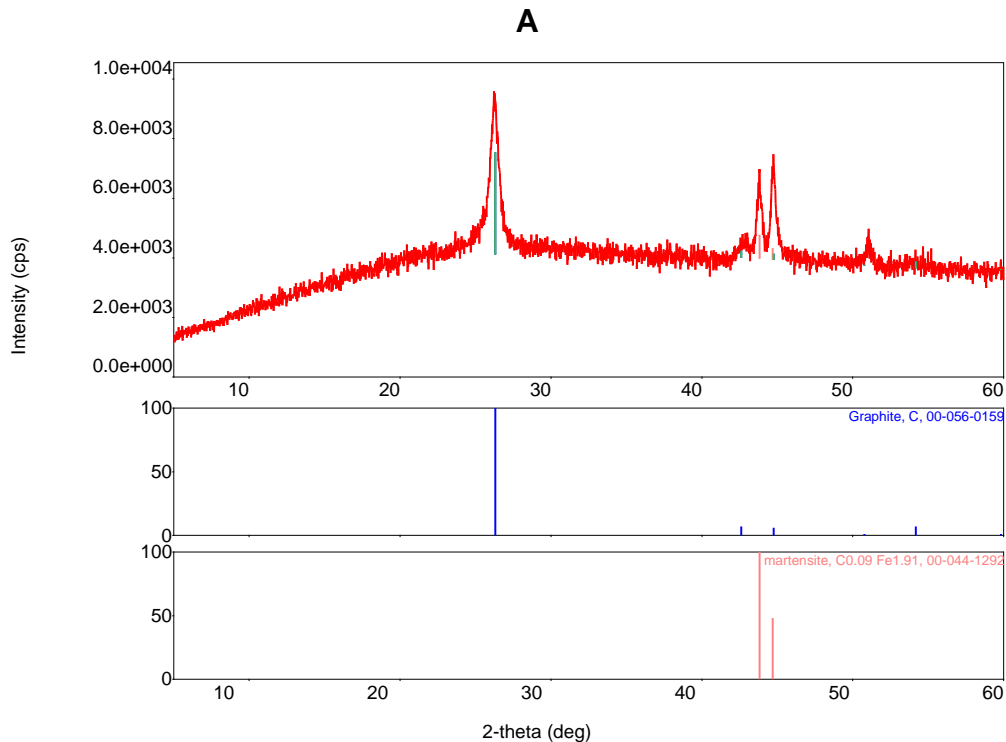 A
1.0e+004
8.0e+003
6.0e+003
4.0e+003
2.0e+003
0.0e+000
Intensity (cps)
10 20 30 40 50 60
100
50
0
Graphite, C, 00-056-0159
100
50
0
martensite, C0.09 Fe1.91, 00-044-1292
10 20 30 40 50 60
2-theta (deg)